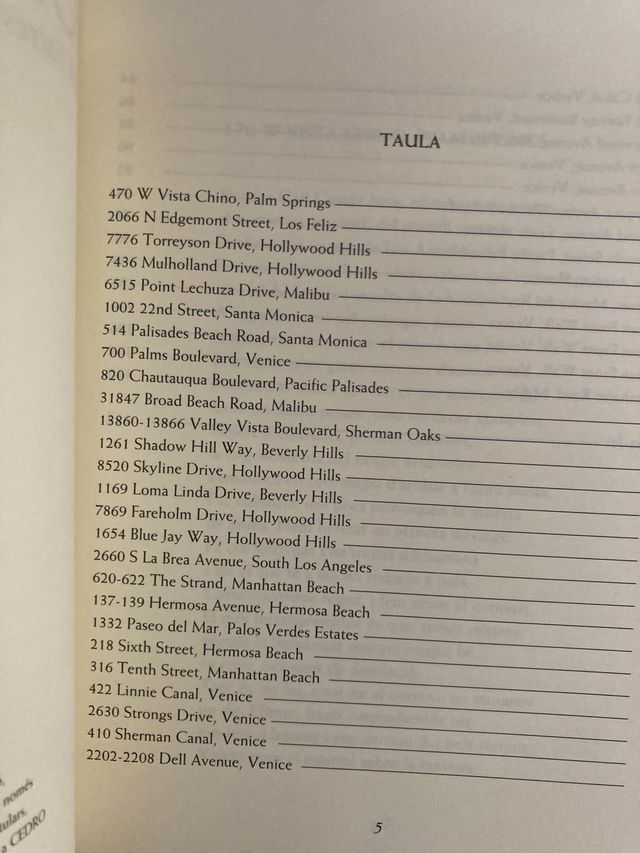 TAULA
470 W Vista Chino, Palm Springs
2066 N Edgemont Street, Los Feliz
7776 Torreyson Drive, Hollywood Hills
7436 Mulholland Drive, Hollywood Hills
6515 Point Lechuza Drive, Malibu
1002 22nd Street, Santa Monica
514 Palisades Beach Road, Santa Monica
700 Palms Boulevard, Venice
820 Chautauqua Boulevard, Pacific Palisades
31847 Broad Beach Road, Malibu
13860-13866 Valley Vista Boulevard, Sherman Oaks
1261 Shadow Hill Way, Beverly Hills
8520 Skyline Drive, Hollywood Hills
1169 Loma Linda Drive, Beverly Hills
7869 Fareholm Drive, Hollywood Hills
1654 Blue Jay Way, Hollywood Hills
2660 S La Brea Avenue, South Los Angeles
620-622 The Strand, Manhattan Beach
137-139 Hermosa Avenue, Hermosa Beach
1332 Paseo del Mar, Palos Verdes Estates
218 Sixth Street, Hermosa Beach
316 Tenth Street, Manhattan Beach
422 Linnie Canal, Venice
2630 Strongs Drive, Venice
410 Sherman Canal, Venice
2202-2208 Dell Avenue, Venice
5
només
tulars,
a CEDRO